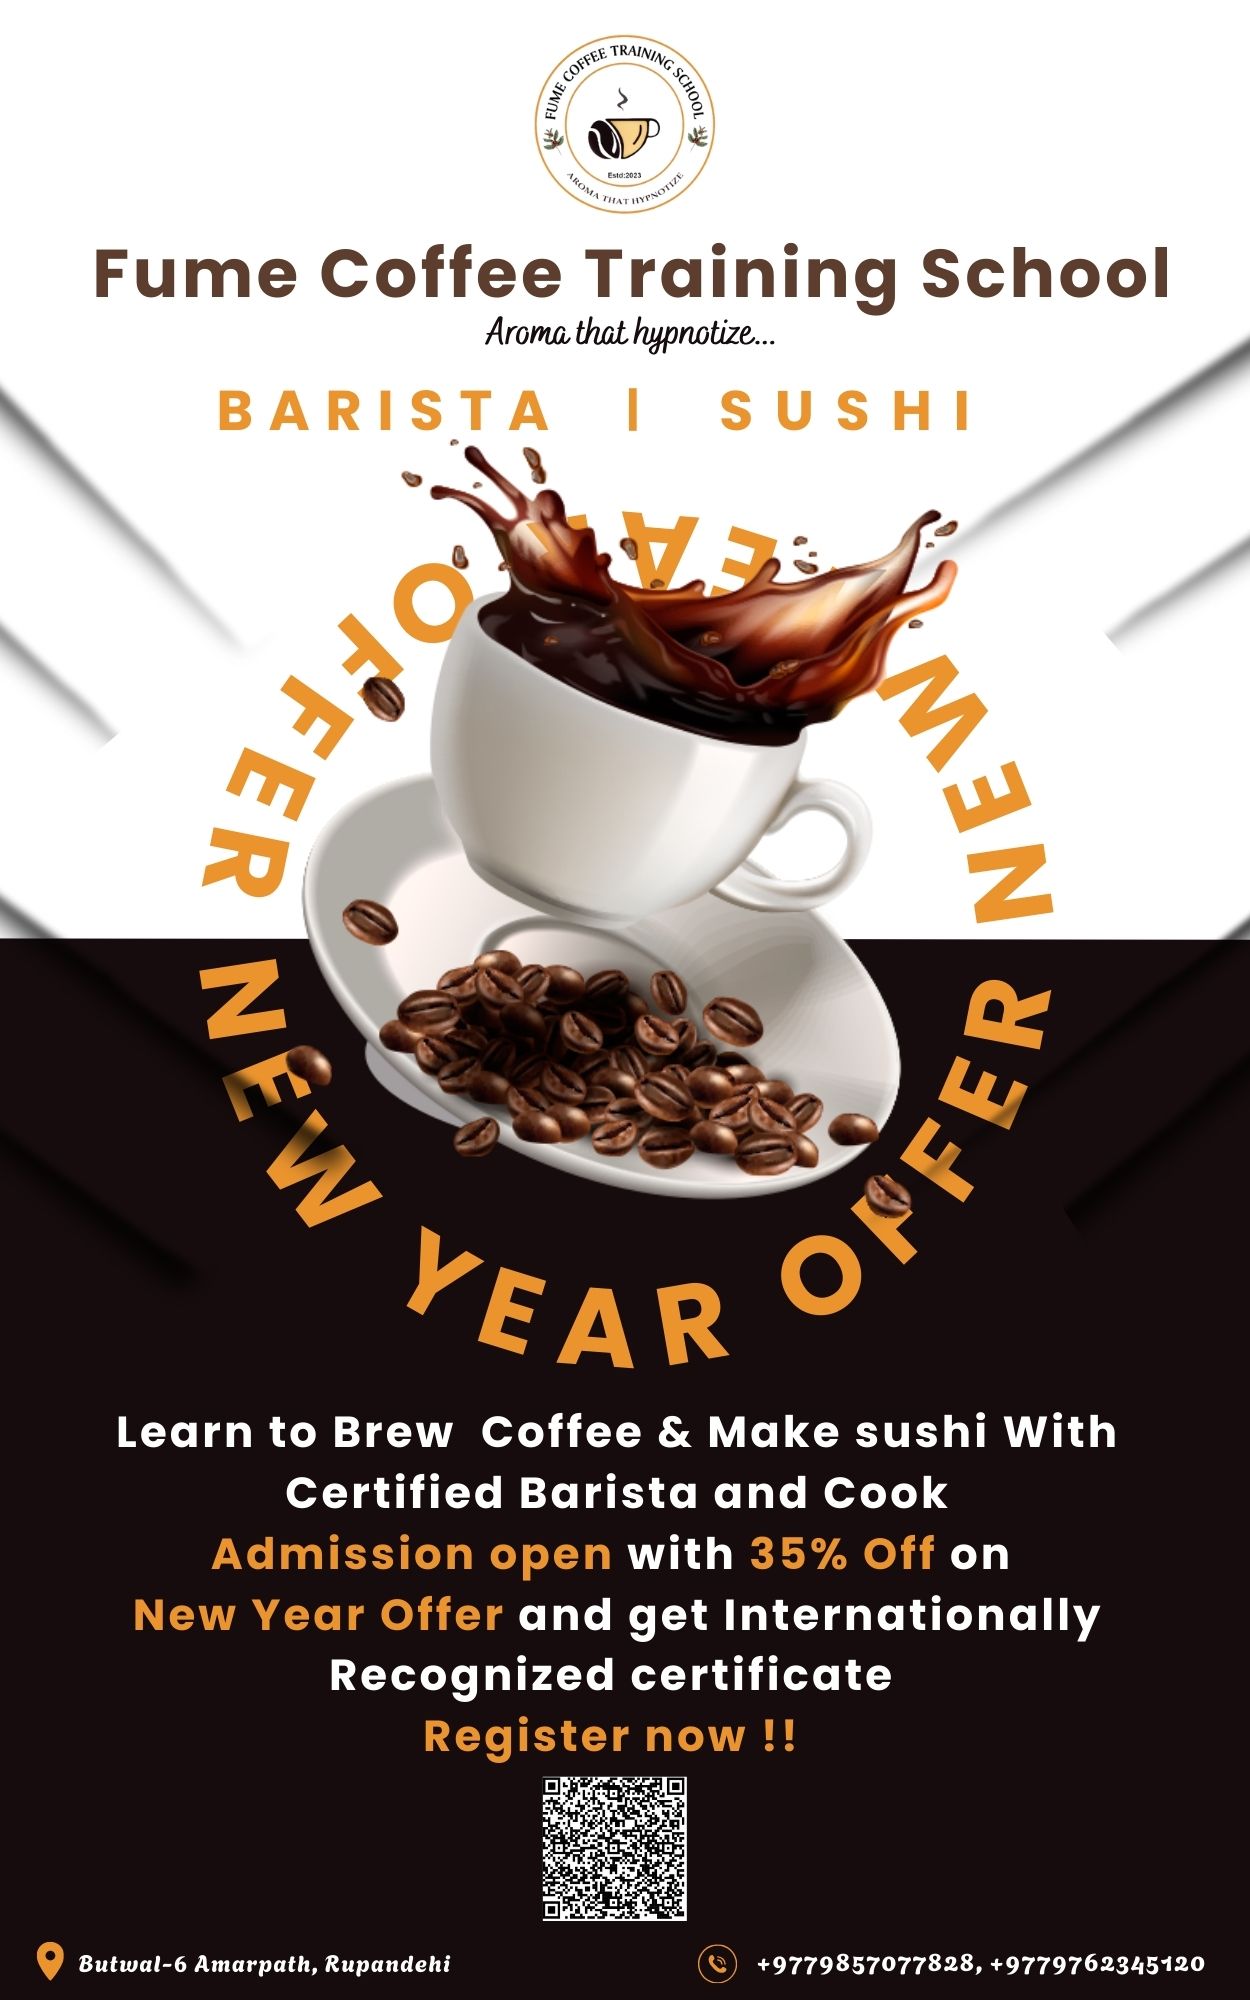 FUME COFFEE TRAINING SCHOOL
Estd:2023
AROMA THAT HYPNOTIZE
Fume Coffee Training School
Aroma that hypnotize...
BARISTA | SUSHI
NEW YEAR OFFER
NEW EA OFFER
Learn to Brew Coffee & Make sushi With
Certified Barista and Cook
Admission open with 35% Off on
New Year Offer and get Internationally
Recognized certificate
Register now !!
Butwal-6 Amarpath, Rupandehi
+9779857077828, +9779762345120